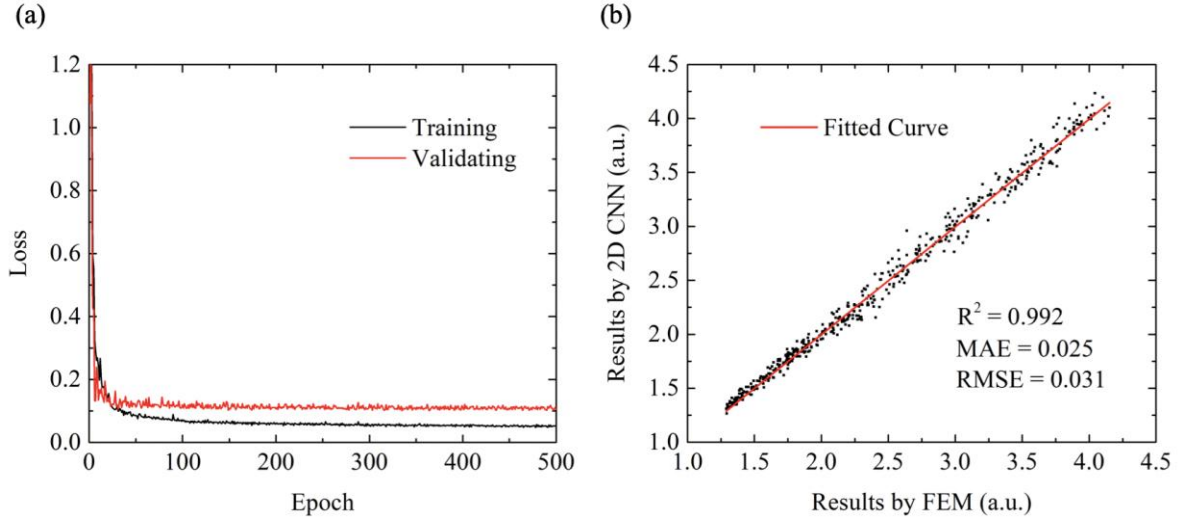 (a)
1.2
1.0
0.8
0.6
0.4
0.2
0.0
Loss
Training
Validating
0 100 200 300 400 500
Epoch
(b)
4.5
4.0
3.5
3.0
2.5
2.0
1.5
1.0
Results by 2D CNN (a.u.)
Fitted Curve
R² = 0.992
MAE = 0.025
RMSE = 0.031
1.0 1.5 2.0 2.5 3.0 3.5 4.0 4.5
Results by FEM (a.u.)